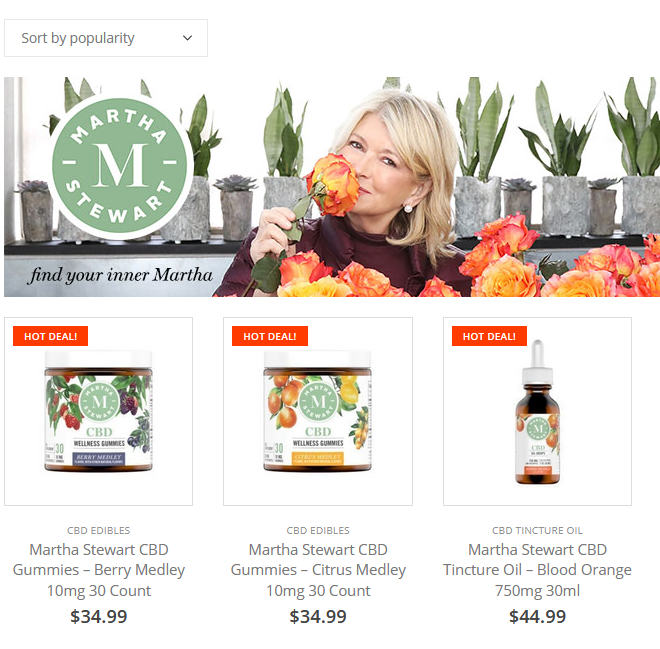 Sort by popularity
MARTHA
M
STEWART
find your inner Martha
HOT DEAL!
HOT DEAL!
HOT DEAL!
MARTHA
M
STEWART
CBD
WELLNESS GUMMIES
30
BERRY MEDLEY
MARTHA
M
STEWART
CBD
WELLNESS GUMMIES
30
CITRUS MEDLEY
M
CBD
OIL DROPS
CBD EDIBLES
Martha Stewart CBD
Gummies – Berry Medley
10mg 30 Count
$34.99
CBD EDIBLES
Martha Stewart CBD
Gummies – Citrus Medley
10mg 30 Count
$34.99
CBD TINCTURE OIL
Martha Stewart CBD
Tincture Oil – Blood Orange
750mg 30ml
$44.99